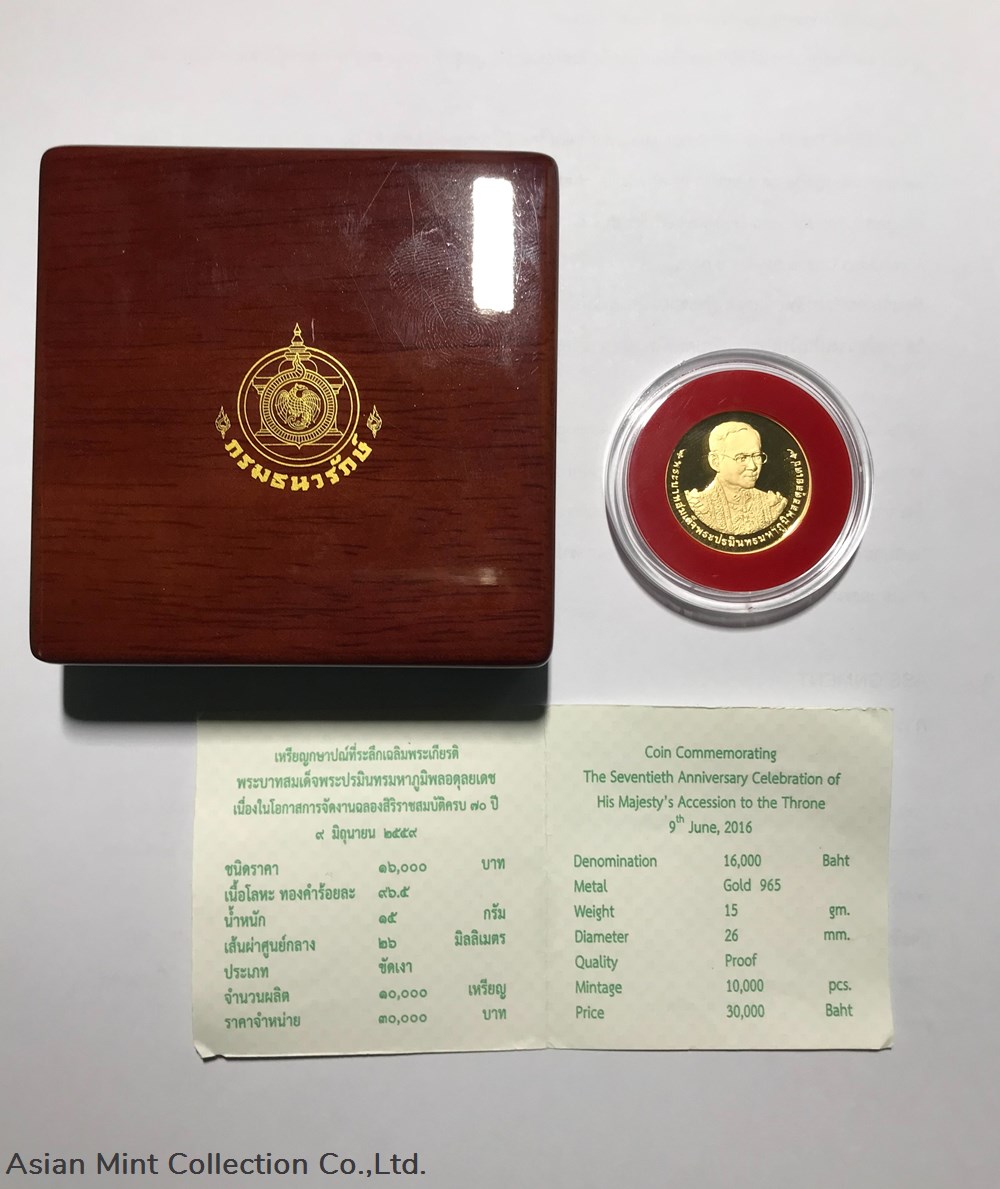 กรมธนารักษ์
พระบาทสมเด็จพระปรมินทรมหาภูมิพลอดุลยเดช
เหรียญกษาปณ์ที่ระลึกเฉลิมพระเกียรติ
พระบาทสมเด็จพระปรมินทรมหาภูมิพลอดุลยเดช
เนื่องในโอกาสการจัดงานฉลองสิริราชสมบัติครบ ๗๐ ปี
๙ มิถุนายน ๒๕๕๙
ชนิดราคา ๑๖,๐๐๐ บาท
เนื้อโลหะ ทองคำร้อยละ ๙๖.๕
น้ำหนัก ๑๕ กรัม
เส้นผ่าศูนย์กลาง ๒๖ มิลลิเมตร
ประเภท ขัดเงา
จำนวนผลิต ๑๐,๐๐๐ เหรียญ
ราคาจำหน่าย ๓๐,๐๐๐ บาท
Coin Commemorating
The Seventieth Anniversary Celebration of
His Majesty's Accession to the Throne
9th June, 2016
Denomination 16,000 Baht
Metal Gold 965
Weight 15 gm.
Diameter 26 mm.
Quality Proof
Mintage 10,000 pcs.
Price 30,000 Baht
Asian Mint Collection Co.,Ltd.